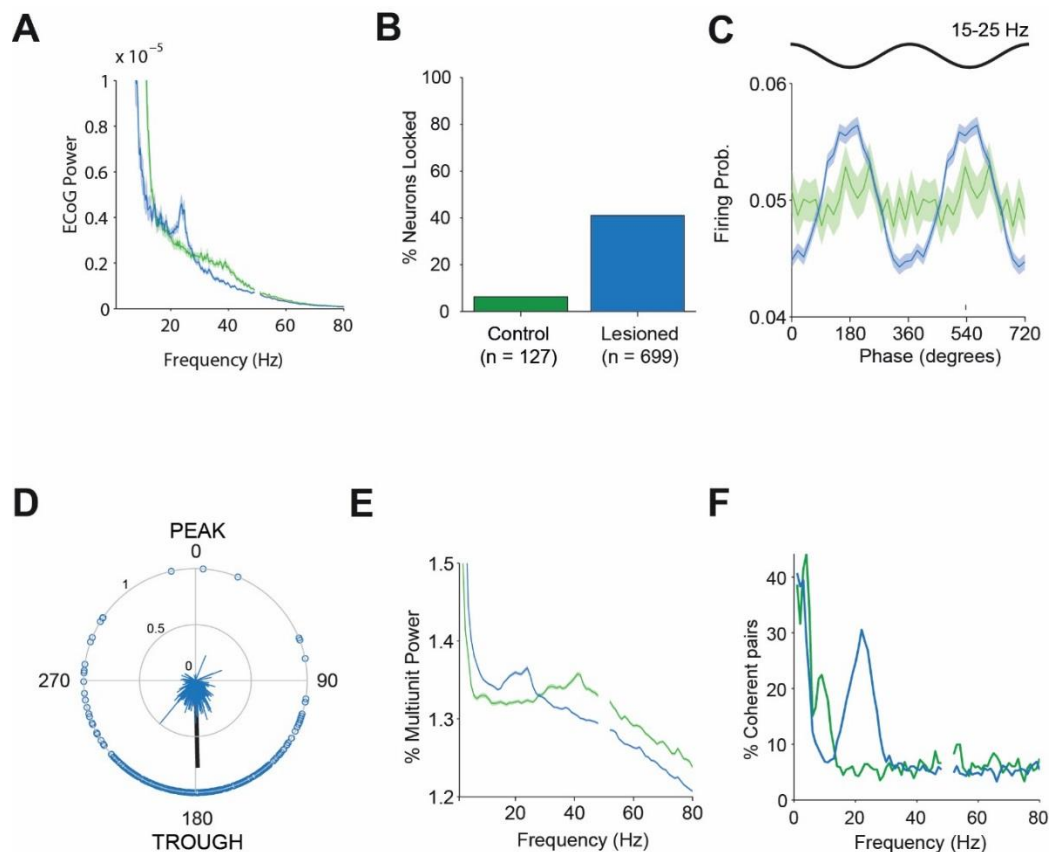 A
x 10⁻⁵
1
0.8
0.6
0.4
0.2
0
ECoG Power
20 40 60 80
Frequency (Hz)
B
100
80
60
40
20
0
% Neurons Locked
Control Lesioned
(n = 127) (n = 699)
C
15-25 Hz
0.06
0.05
0.04
Firing Prob.
0 180 360 540 720
Phase (degrees)
D
PEAK
0
1
0.5
0
270 90
180
TROUGH
E
1.5
1.4
1.3
1.2
% Multiunit Power
20 40 60 80
Frequency (Hz)
F
40
30
20
10
0
% Coherent pairs
0 20 40 60 80
Frequency (Hz)